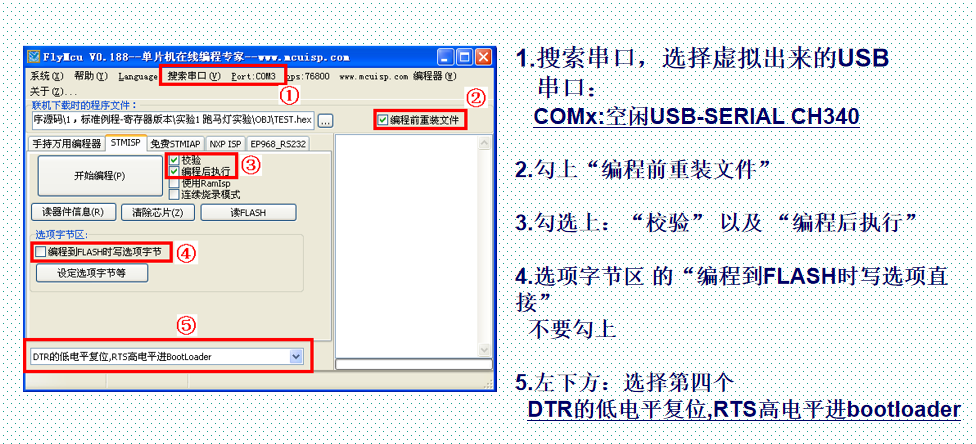 FlyMcu V0.188--单片机在线编程专家--www.mcuisp.com
系统(X) 帮助(Y) Language 搜索串口(V) Port:COM3 bps:76800 www.mcuisp.com 编程器(W)
关于(Z)...
①
②
联机下载时的程序文件：
序源码\1，标准例程-寄存器版本\实验1 跑马灯实验\OBJ\TEST.hex ...
编程前重装文件
手持万用编程器 STMISP 免费STMIAP NXP ISP EP968_RS232
开始编程(P)
校验
编程后执行
③
使用RamIsp
连续烧录模式
读器件信息(R) 清除芯片(Z) 读FLASH
选项字节区:
编程到FLASH时写选项字节
④
设定选项字节等
⑤
DTR的低电平复位,RTS高电平进BootLoader
1.搜索串口，选择虚拟出来的USB
串口：
COMx:空闲USB-SERIAL CH340
2.勾上“编程前重装文件”
3.勾选上：“校验” 以及 “编程后执行”
4.选项字节区 的“编程到FLASH时写选项直
接”
不要勾上
5.左下方：选择第四个
DTR的低电平复位,RTS高电平进bootloader